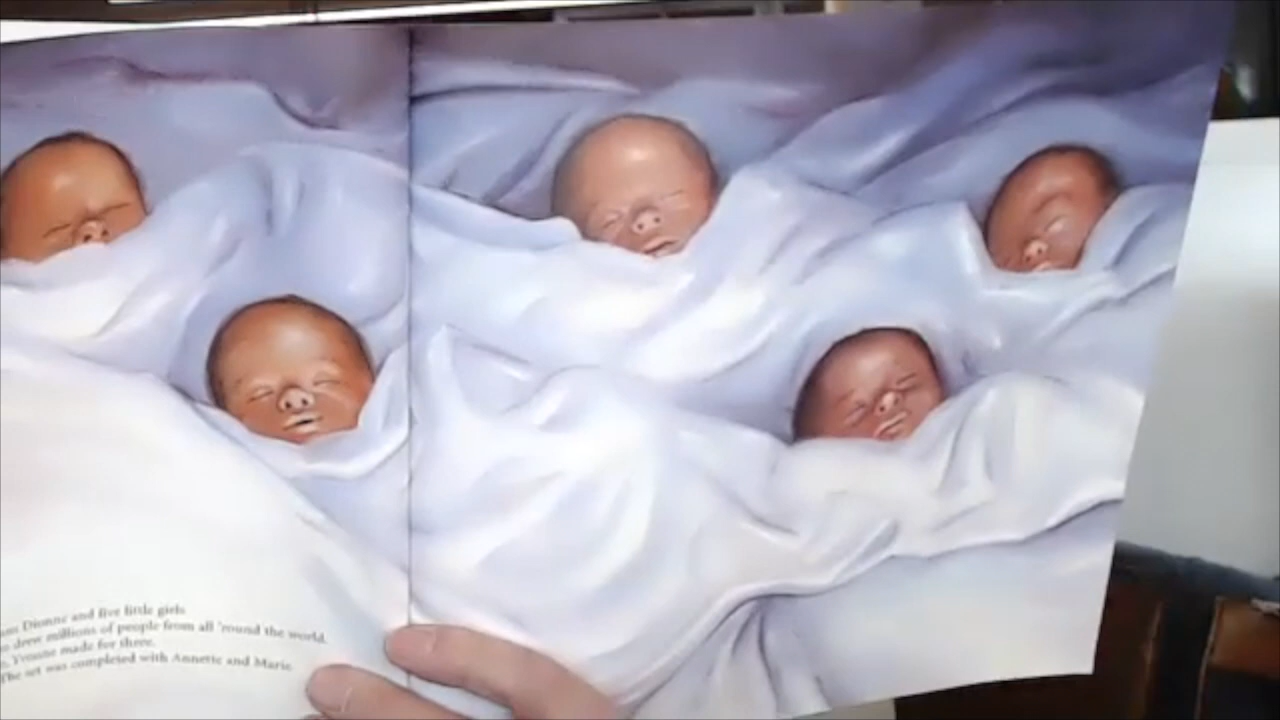 Dionne and five little girls
drew millions of people from all 'round the world.
Yvonne made for three.
The set was completed with Annette and Marie.